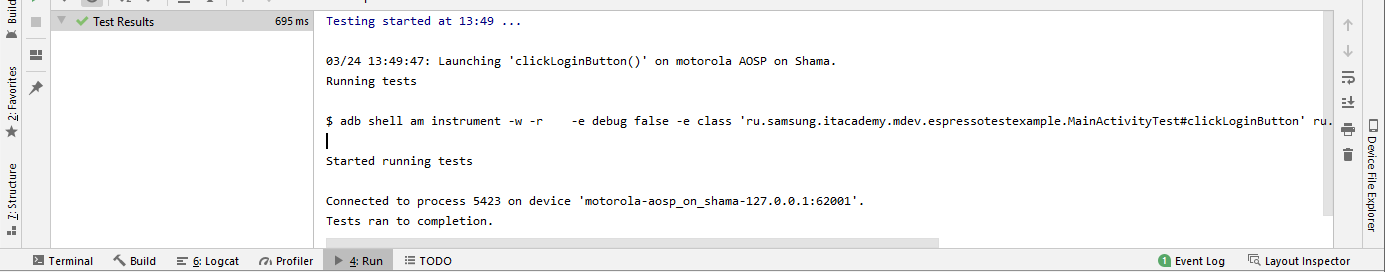 Build
2: Favorites
7: Structure
Test Results 695 ms
Testing started at 13:49 ...
03/24 13:49:47: Launching 'clickLoginButton()' on motorola AOSP on Shama.
Running tests
$ adb shell am instrument -w -r    -e debug false -e class 'ru.samsung.itacademy.mdev.espressotestexample.MainActivityTest#clickLoginButton' ru.
Started running tests
Connected to process 5423 on device 'motorola-aosp_on_shama-127.0.0.1:62001'.
Tests ran to completion.
Device File Explorer
Terminal Build 6: Logcat Profiler 4: Run TODO 1 Event Log Layout Inspector